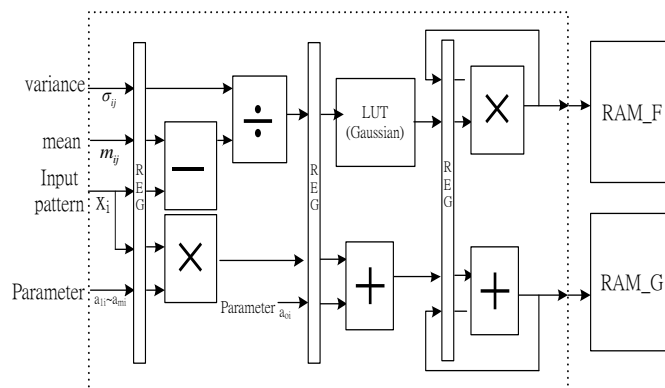 variance
σij
mean
mij
Input
pattern
Xi
Parameter
a1i~ami
REG
−
÷
×
Parameter a0i
REG
LUT
(Gaussian)
+
REG
×
+
RAM_F
RAM_G